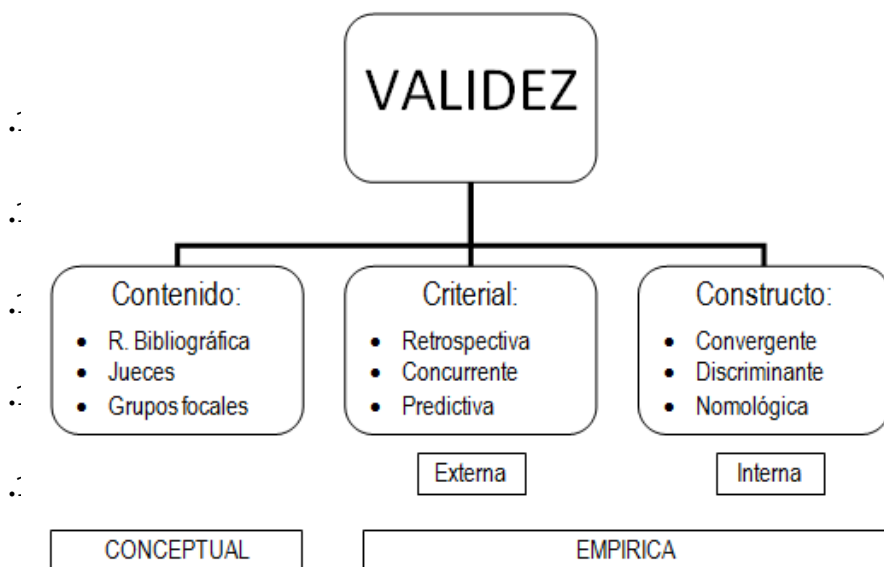 VALIDEZ
Contenido:
• R. Bibliográfica
• Jueces
• Grupos focales
Criterial:
• Retrospectiva
• Concurrente
• Predictiva
Constructo:
• Convergente
• Discriminante
• Nomológica
Externa
Interna
CONCEPTUAL
EMPIRICA